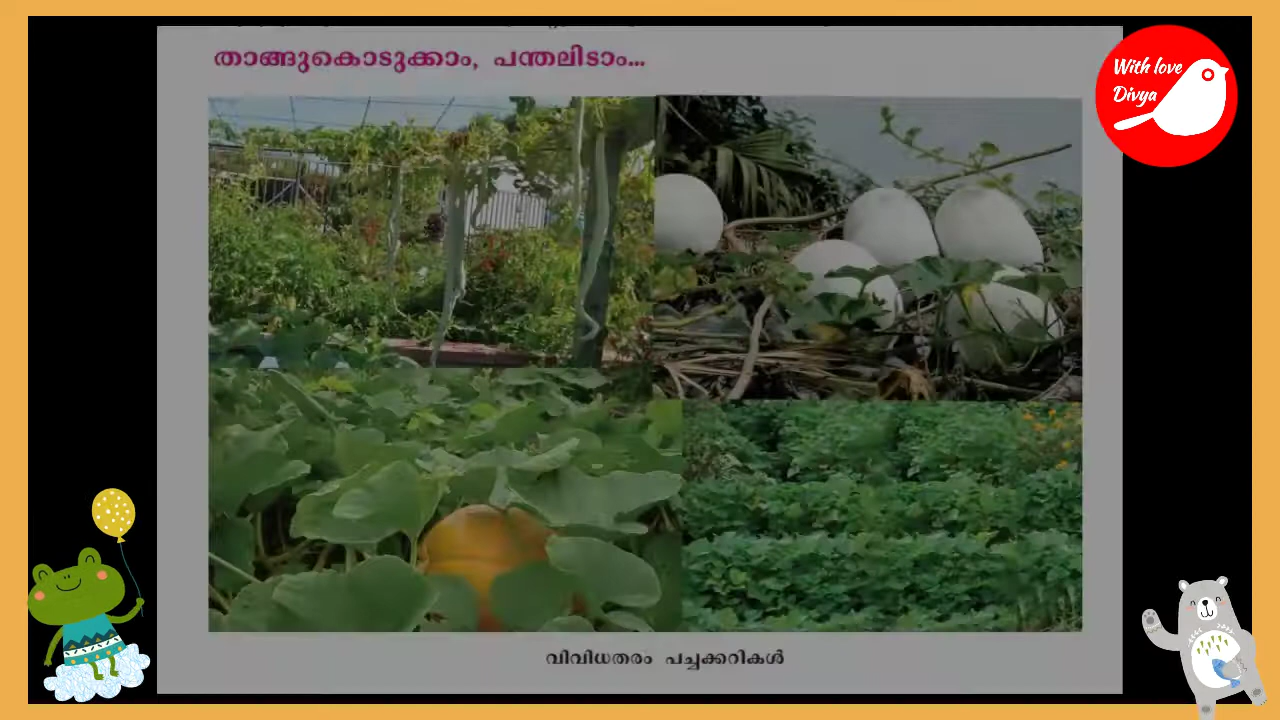 താങ്ങുകൊടുക്കാം, പന്തലിടാം...
With love
Divya
വിവിധതരം പച്ചക്കറികൾ